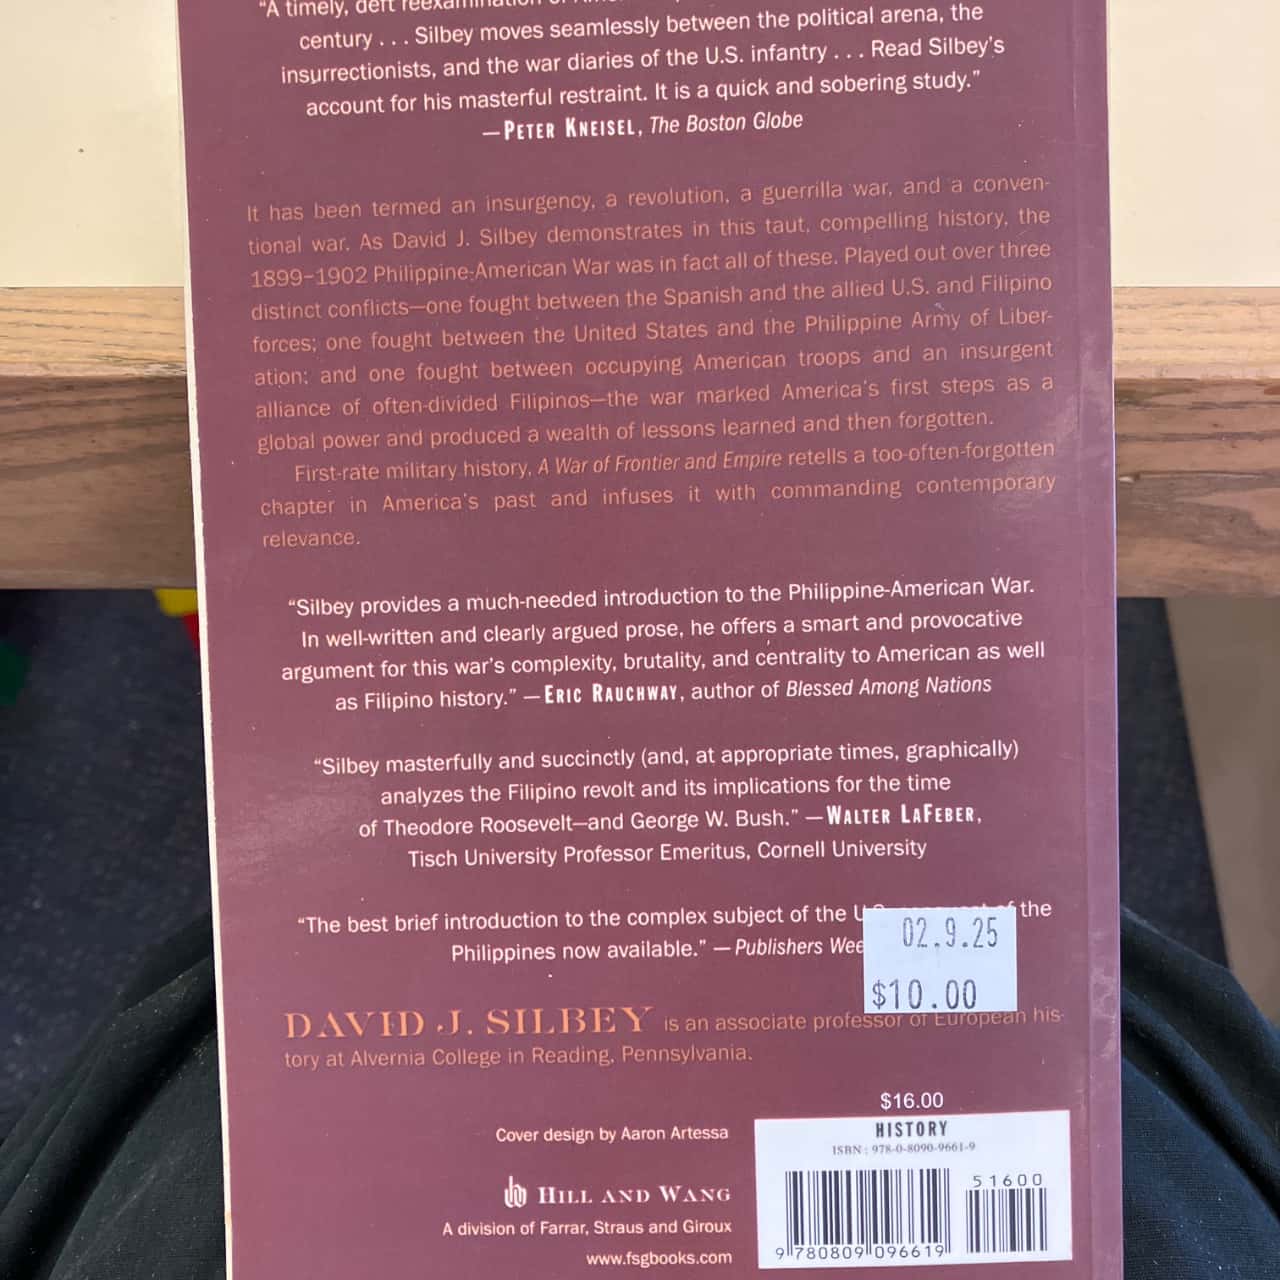 “A timely, deft reexamination of
century . . . Silbey moves seamlessly between the political arena, the
insurrectionists, and the war diaries of the U.S. infantry . . . Read Silbey’s
account for his masterful restraint. It is a quick and sobering study.”
—PETER KNEISEL, The Boston Globe
It has been termed an insurgency, a revolution, a guerrilla war, and a conven-
tional war. As David J. Silbey demonstrates in this taut, compelling history, the
1899–1902 Philippine-American War was in fact all of these. Played out over three
distinct conflicts—one fought between the Spanish and the allied U.S. and Filipino
forces; one fought between the United States and the Philippine Army of Liber-
ation; and one fought between occupying American troops and an insurgent
alliance of often-divided Filipinos—the war marked America’s first steps as a
global power and produced a wealth of lessons learned and then forgotten.
First-rate military history, A War of Frontier and Empire retells a too-often-forgotten
chapter in America’s past and infuses it with commanding contemporary
relevance.
“Silbey provides a much-needed introduction to the Philippine-American War.
In well-written and clearly argued prose, he offers a smart and provocative
argument for this war’s complexity, brutality, and centrality to American as well
as Filipino history.” —ERIC RAUCHWAY, author of Blessed Among Nations
“Silbey masterfully and succinctly (and, at appropriate times, graphically)
analyzes the Filipino revolt and its implications for the time
of Theodore Roosevelt—and George W. Bush.” —WALTER LAFEBER,
Tisch University Professor Emeritus, Cornell University
“The best brief introduction to the complex subject of the of the
Philippines now available.” —Publishers Wee
02.9.25
$10.00
DAVID J. SILBEY is an associate professor of European his-
tory at Alvernia College in Reading, Pennsylvania.
$16.00
Cover design by Aaron Artessa
HISTORY
ISBN: 978-0-8090-9661-9
51600
HILL AND WANG
A division of Farrar, Straus and Giroux
www.fsgbooks.com
9 780809 096619